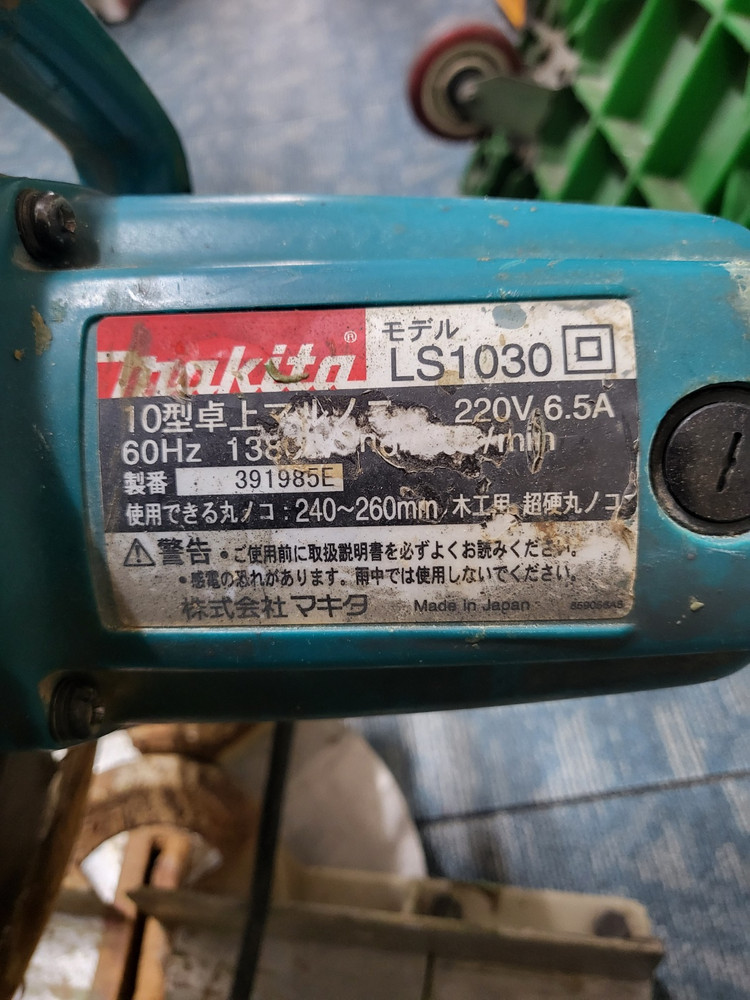 makita®
モデル
LS1030
10型卓上マルノコ 220V 6.5A
60Hz 1380W /min
製番 391985E
使用できる丸ノコ:240~260mm 木工用 超硬丸ノコ
⚠警告 •ご使用前に取扱説明書を必ずよくお読みください。
•感電の恐れがあります。雨中では使用しないでください。
株式会社マキタ Made in Japan